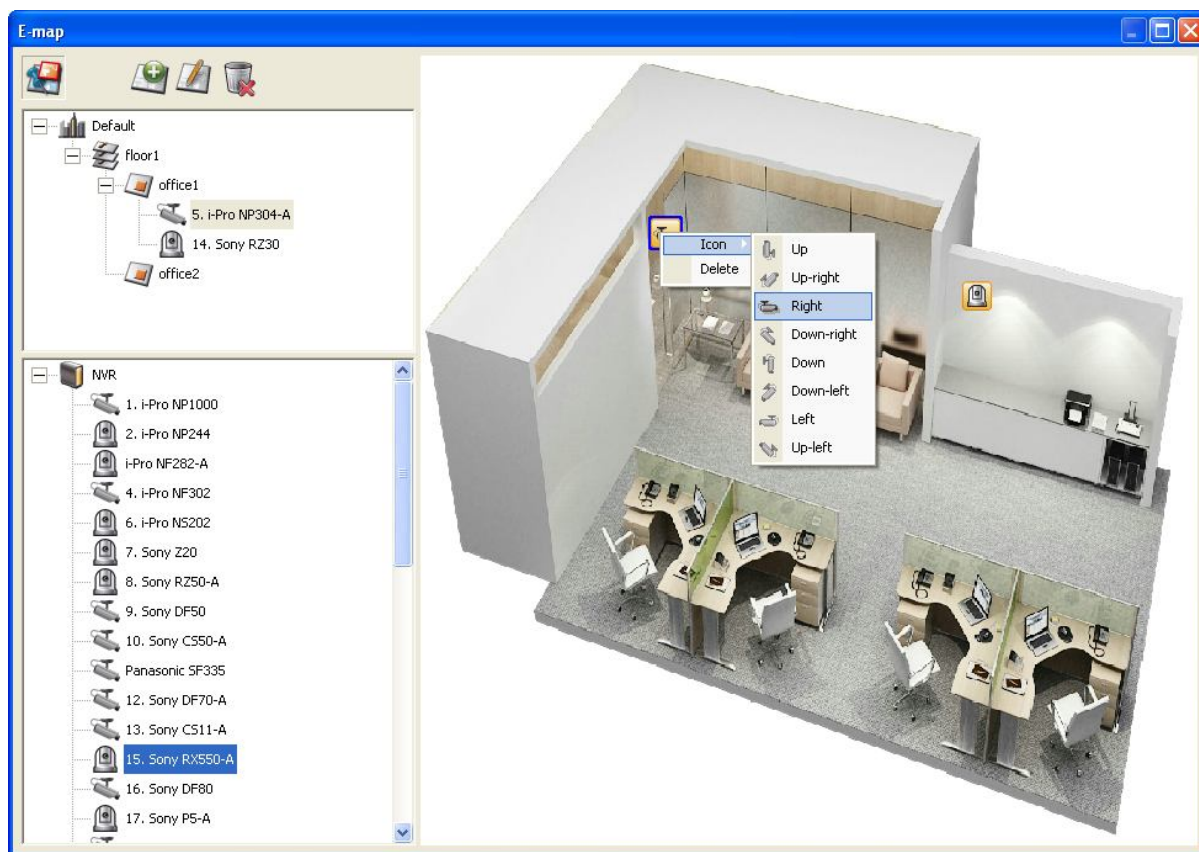 E-map
Default
floor1
office1
5. i-Pro NP304-A
14. Sony RZ30
office2
NVR
1. i-Pro NP1000
2. i-Pro NP244
i-Pro NF282-A
4. i-Pro NF302
6. i-Pro NS202
7. Sony Z20
8. Sony RZ50-A
9. Sony DF50
10. Sony CS50-A
Panasonic SF335
12. Sony DF70-A
13. Sony CS11-A
15. Sony RX550-A
16. Sony DF80
17. Sony P5-A
Icon
Delete
Up
Up-right
Right
Down-right
Down
Down-left
Left
Up-left